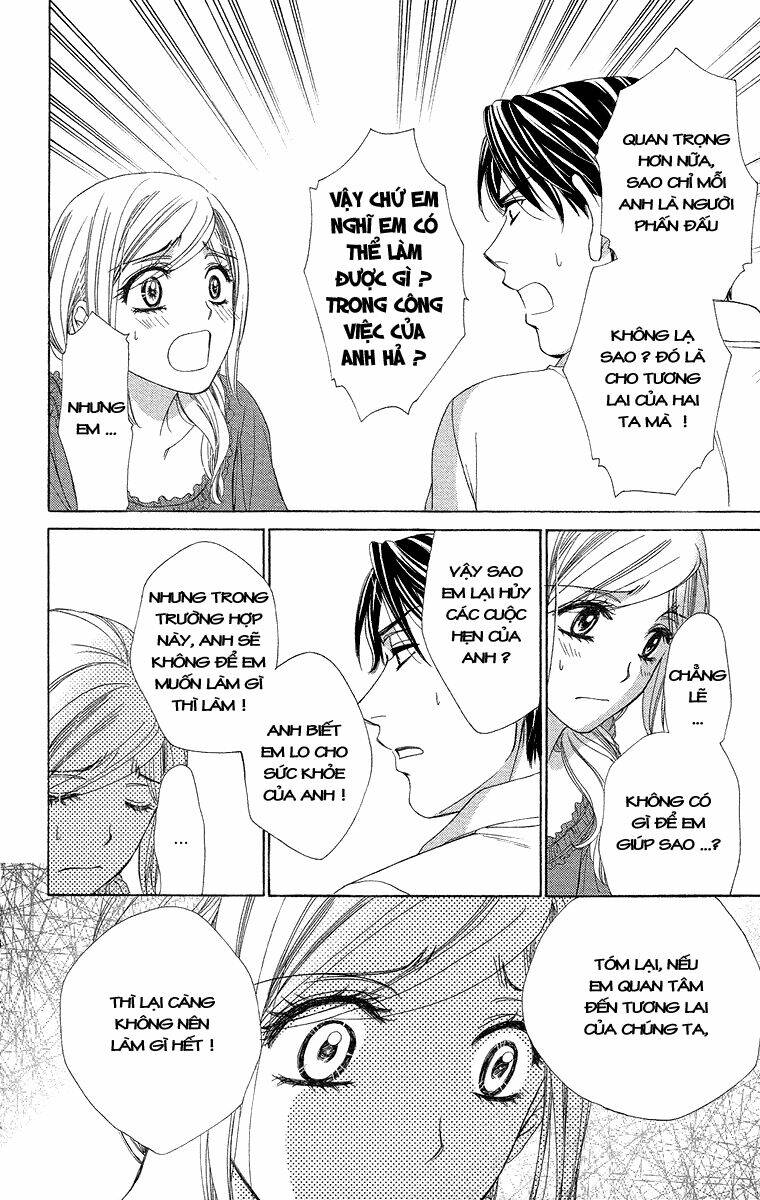 QUAN TRỌNG
HƠN NỮA,
SAO CHỈ MỖI
ANH LÀ NGƯỜI
PHẤN ĐẤU
KHÔNG LẠ
SAO ? ĐÓ LÀ
CHO TƯƠNG
LAI CỦA HAI
TA MÀ !
VẬY CHỨ EM
NGHĨ EM CÓ
THỂ LÀM
ĐƯỢC GÌ ?
TRONG CÔNG
VIỆC CỦA
ANH HẢ ?
NHƯNG
EM ...
CHẲNG
LẼ
...
KHÔNG CÓ
GÌ ĐỂ EM
GIÚP SAO ...?
VẬY SAO
EM LẠI HỦY
CÁC CUỘC
HẸN CỦA
ANH ?
ANH BIẾT
EM LO CHO
SỨC KHỎE
CỦA ANH !
NHƯNG TRONG
TRƯỜNG HỢP
NÀY, ANH SẼ
KHÔNG ĐỂ EM
MUỐN LÀM GÌ
THÌ LÀM !
...
TÓM LẠI, NẾU
EM QUAN TÂM
ĐẾN TƯƠNG LAI
CỦA CHÚNG TA,
THÌ LẠI CÀNG
KHÔNG NÊN
LÀM GÌ HẾT !